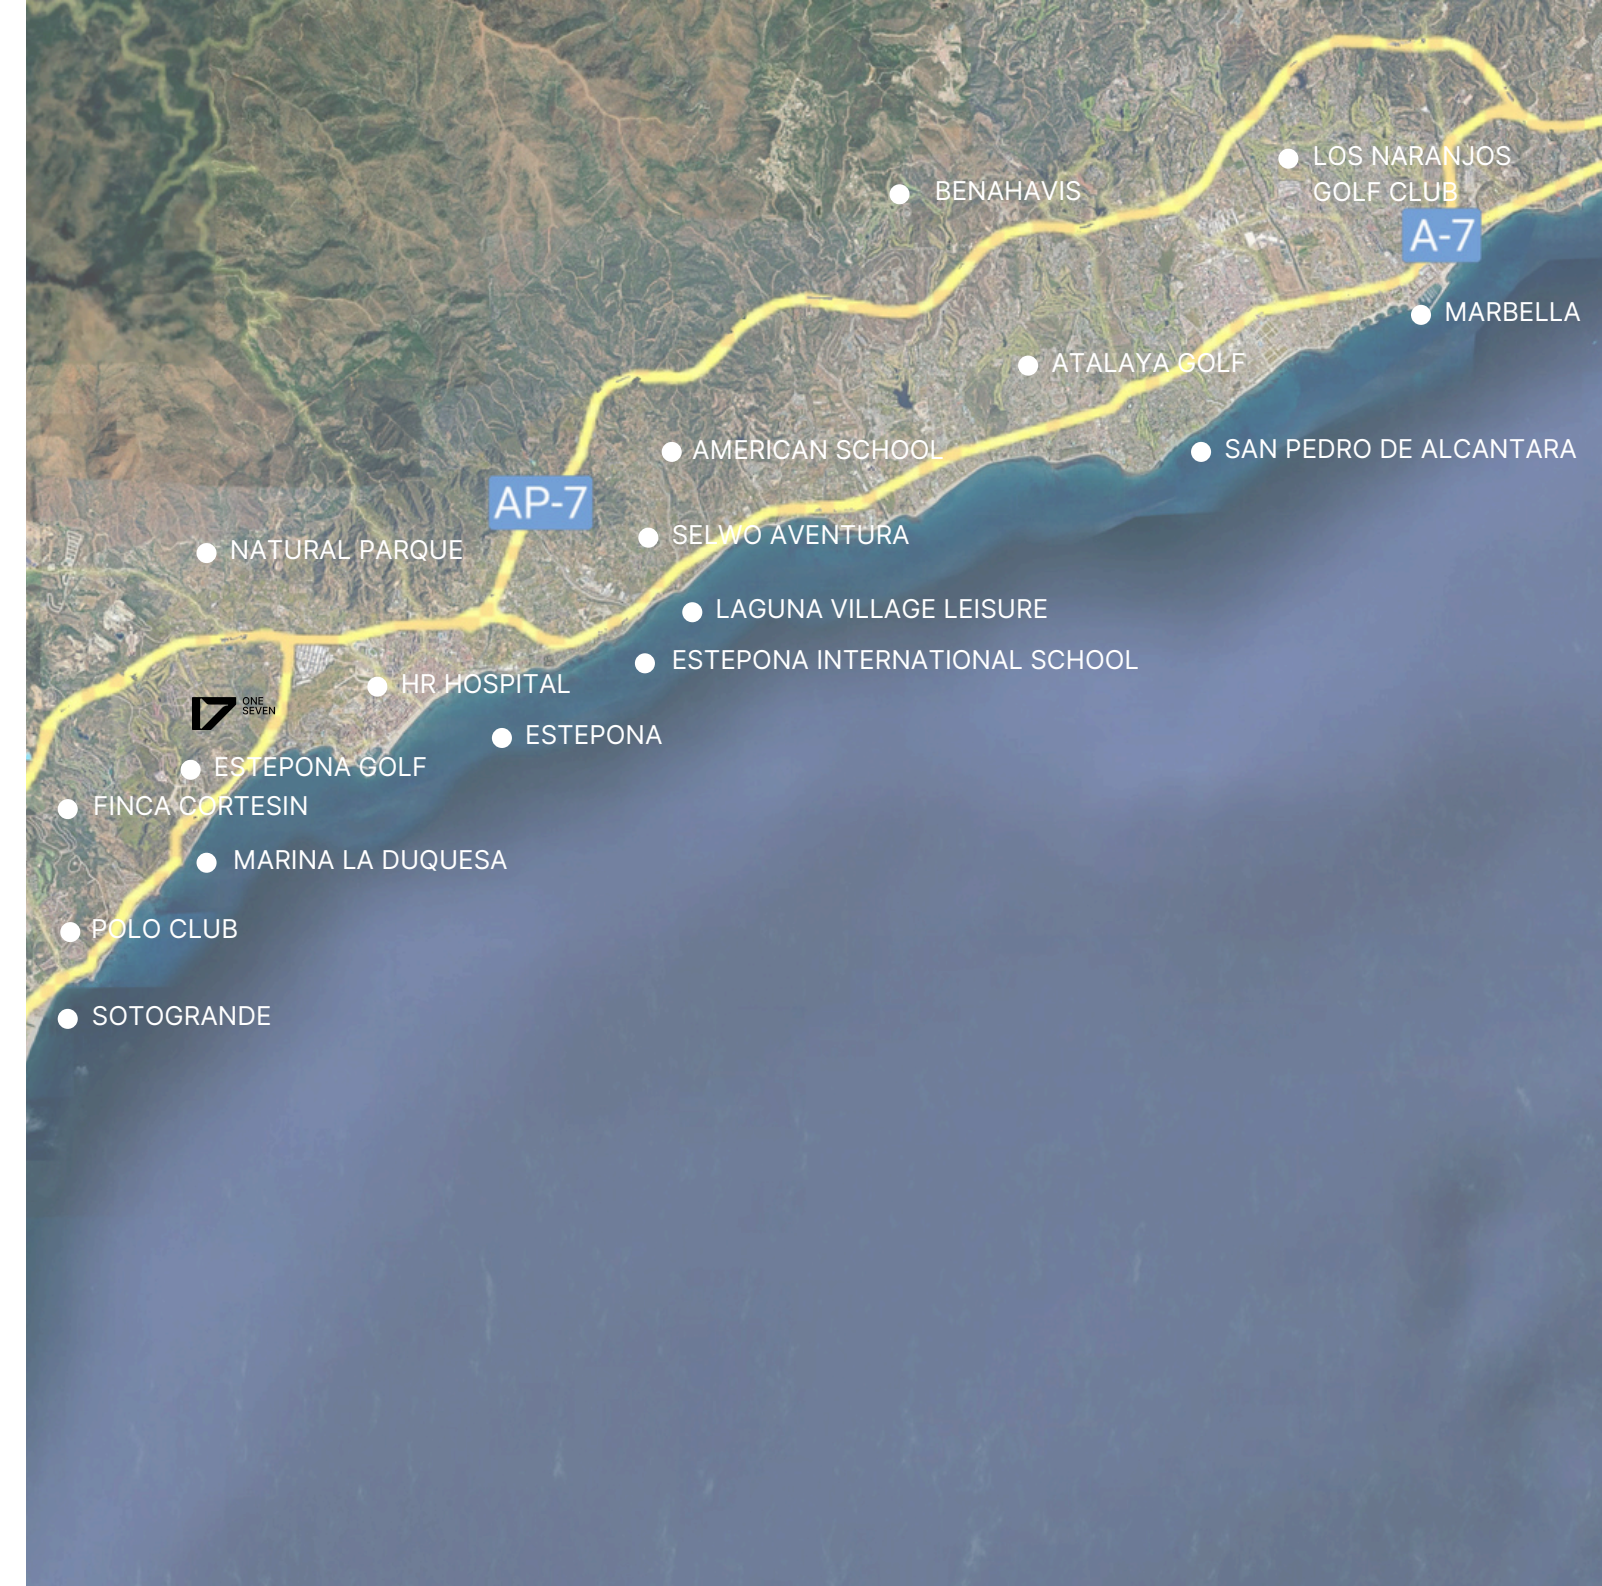 LOS NARANJOS
GOLF CLUB
BENAHAVIS
A-7
MARBELLA
ATALAYA GOLF
AMERICAN SCHOOL
SAN PEDRO DE ALCANTARA
AP-7
SELWO AVENTURA
NATURAL PARQUE
LAGUNA VILLAGE LEISURE
ESTEPONA INTERNATIONAL SCHOOL
HR HOSPITAL
17 ONE
SEVEN
ESTEPONA
ESTEPONA GOLF
FINCA CORTESIN
MARINA LA DUQUESA
POLO CLUB
SOTOGRANDE